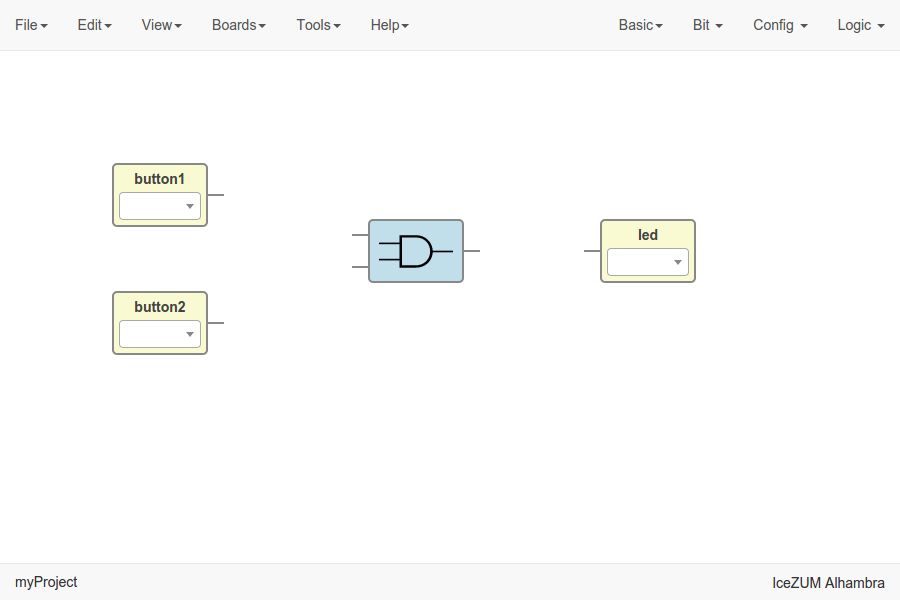 File Edit View Boards Tools Help Basic Bit Config Logic
button1
led
button2
myProject IceZUM Alhambra